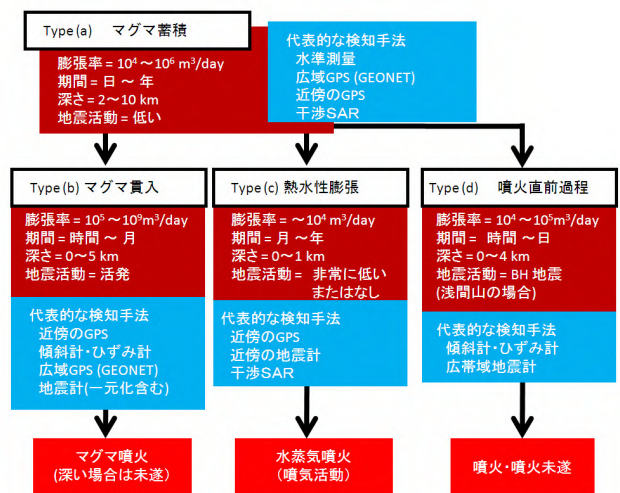 Type(a) マグマ蓄積
膨張率 = 10⁴～10⁶ m³/day
期間 = 日 ～ 年
深さ = 2～10 km
地震活動 = 低い
代表的な検知手法
水準測量
広域GPS (GEONET)
近傍のGPS
干渉SAR
Type(b) マグマ貫入
膨張率 = 10⁵ ～10⁹m³/day
期間 = 時間 ～ 月
深さ = 0～5 km
地震活動 = 活発
代表的な検知手法
近傍のGPS
傾斜計・ひずみ計
広域GPS (GEONET)
地震計(一元化含む)
マグマ噴火
(深い場合は未遂)
Type(c) 熱水性膨張
膨張率 = ～10⁴ m³/day
期間 = 月 ～年
深さ = 0～1 km
地震活動 = 非常に低い
またはなし
代表的な検知手法
近傍のGPS
近傍の地震計
干渉SAR
水蒸気噴火
(噴気活動)
Type(d) 噴火直前過程
膨張率 = 10⁴ ～10⁵m³/day
期間 = 時間 ～日
深さ = 0～4 km
地震活動 = BH 地震
(浅間山の場合)
代表的な検知手法
傾斜計・ひずみ計
広帯域地震計
噴火・噴火未遂